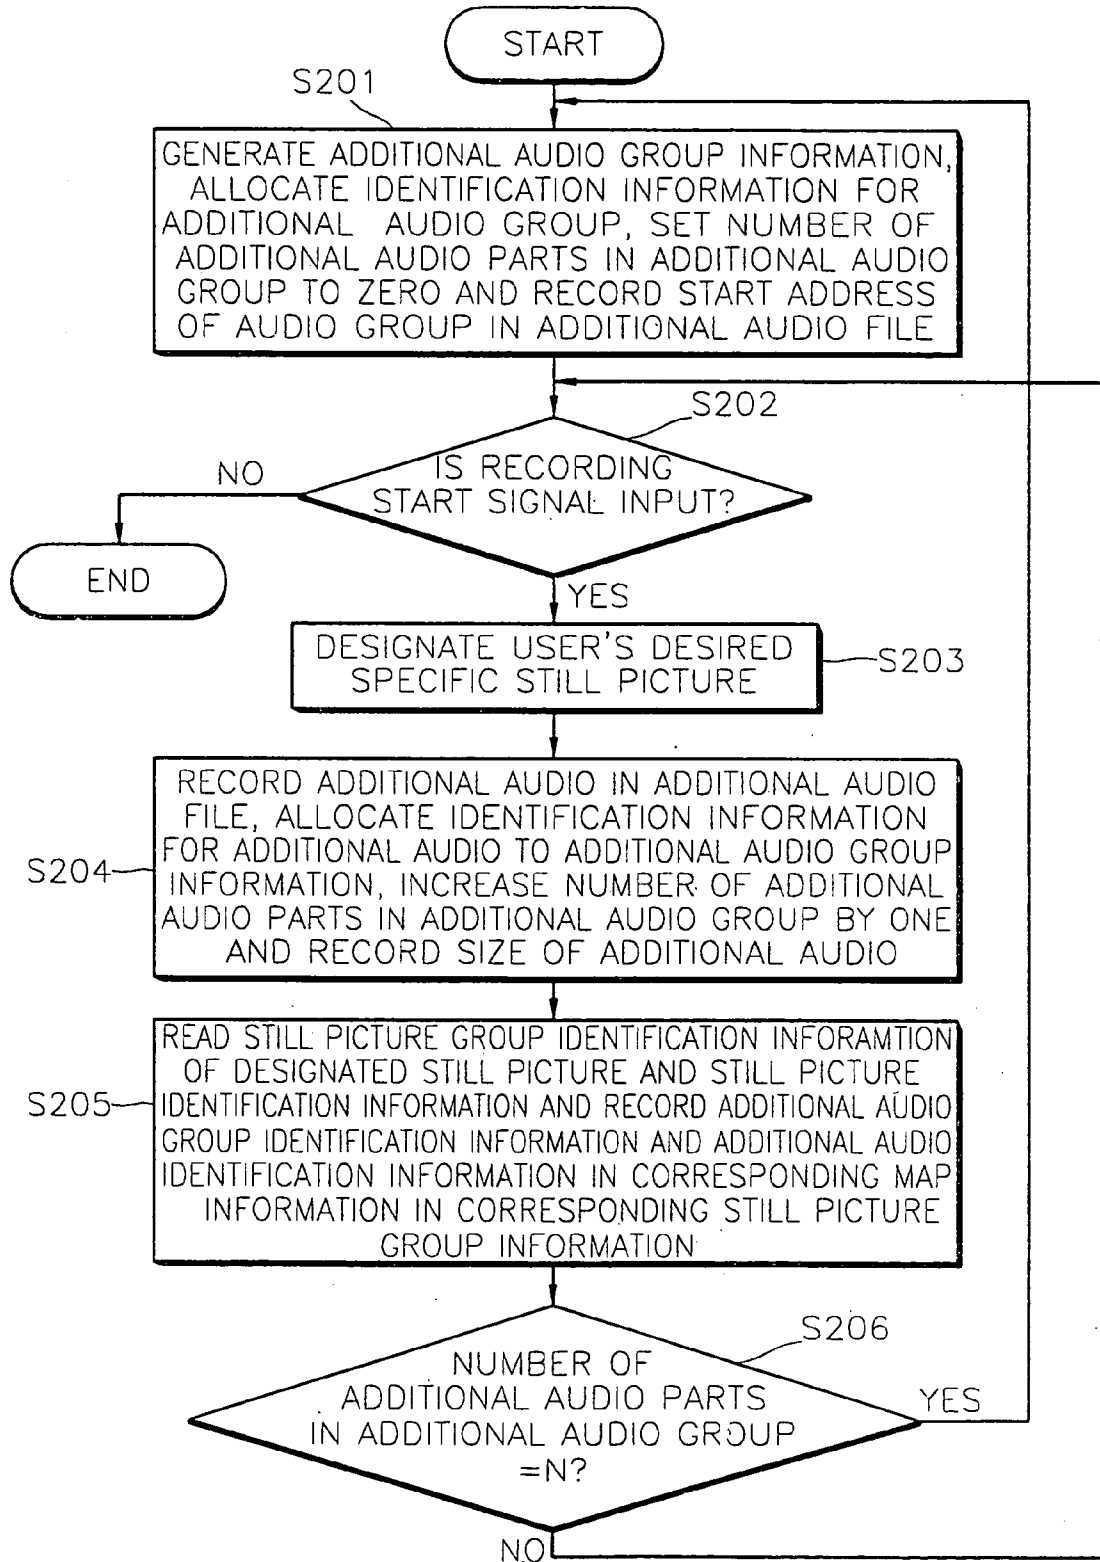 START
S201
GENERATE ADDITIONAL AUDIO GROUP INFORMATION,
ALLOCATE IDENTIFICATION INFORMATION FOR
ADDITIONAL AUDIO GROUP, SET NUMBER OF
ADDITIONAL AUDIO PARTS IN ADDITIONAL AUDIO
GROUP TO ZERO AND RECORD START ADDRESS
OF AUDIO GROUP IN ADDITIONAL AUDIO FILE
S202
IS RECORDING
START SIGNAL INPUT?
NO
END
YES
DESIGNATE USER'S DESIRED
SPECIFIC STILL PICTURE
S203
RECORD ADDITIONAL AUDIO IN ADDITIONAL AUDIO
FILE, ALLOCATE IDENTIFICATION INFORMATION
FOR ADDITIONAL AUDIO TO ADDITIONAL AUDIO GROUP
INFORMATION, INCREASE NUMBER OF ADDITIONAL
AUDIO PARTS IN ADDITIONAL AUDIO GROUP BY ONE
AND RECORD SIZE OF ADDITIONAL AUDIO
S204
READ STILL PICTURE GROUP IDENTIFICATION INFORAMTION
OF DESIGNATED STILL PICTURE AND STILL PICTURE
IDENTIFICATION INFORMATION AND RECORD ADDITIONAL AUDIO
GROUP IDENTIFICATION INFORMATION AND ADDITIONAL AUDIO
IDENTIFICATION INFORMATION IN CORRESPONDING MAP
INFORMATION IN CORRESPONDING STILL PICTURE
GROUP INFORMATION
S205
S206
NUMBER OF
ADDITIONAL AUDIO PARTS
IN ADDITIONAL AUDIO GROUP
=N?
YES
NO